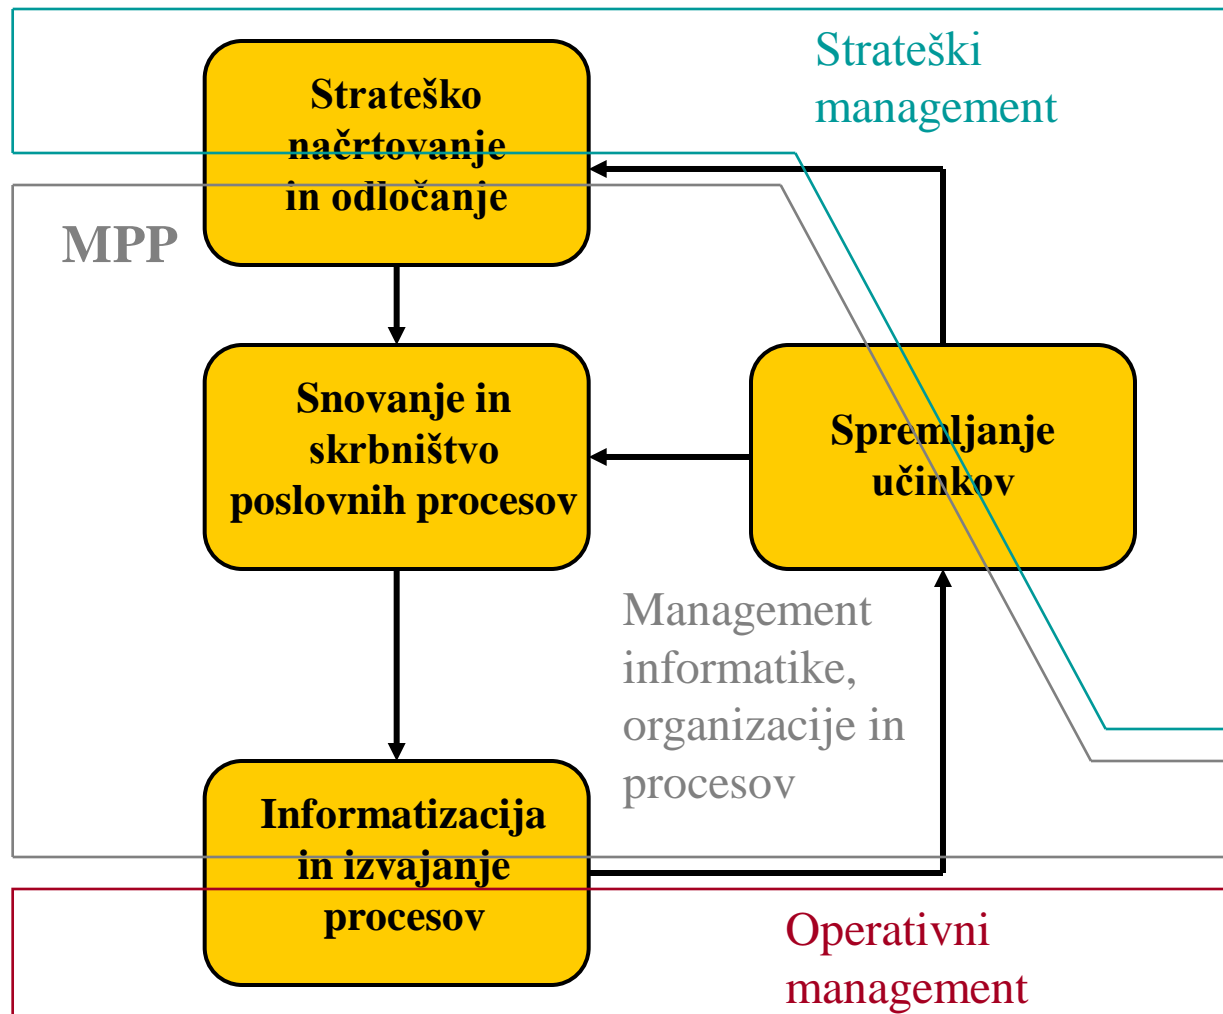 Strateški
management
Strateško
načrtovanje
in odločanje
MPP
Snovanje in
skrbništvo
poslovnih procesov
Spremljanje
učinkov
Management
informatike,
organizacije in
procesov
Informatizacija
in izvajanje
procesov
Operativni
management